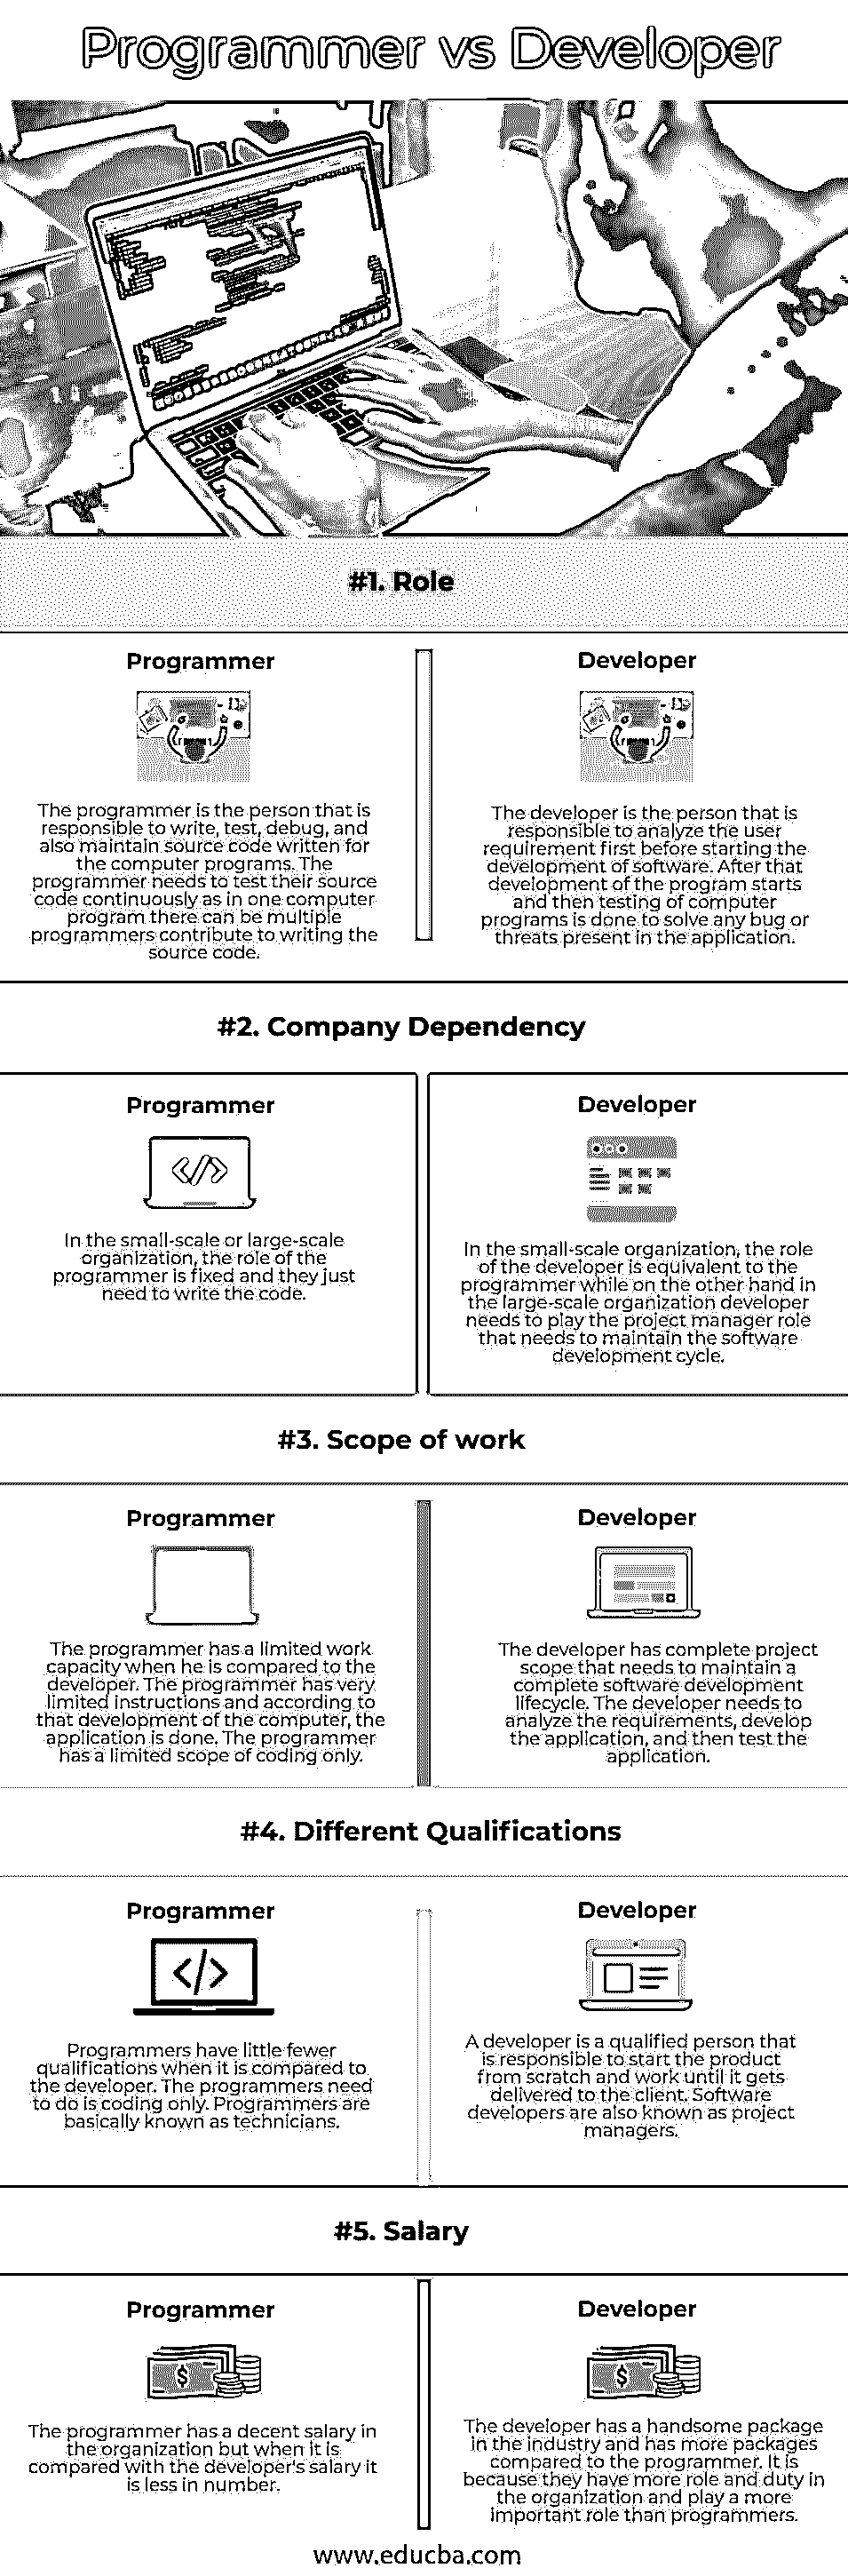 Programmer vs Developer
#1. Role
Programmer
The programmer is the person that is
responsible to write, test, debug, and
also maintain source code written for
the computer programs. The
programmer needs to test their source
code continuously as in one computer
program there can be multiple
programmers contribute to writing the
source code.
Developer
The developer is the person that is
responsible to analyze the user
requirement first before starting the
development of software. After that
development of the program starts
and then testing of computer
programs is done to solve any bug or
threats present in the application.
#2. Company Dependency
Programmer
In the small-scale or large-scale
organization, the role of the
programmer is fixed and they just
need to write the code.
Developer
In the small-scale organization, the role
of the developer is equivalent to the
programmer while on the other hand in
the large-scale organization developer
needs to play the project manager role
that needs to maintain the software
development cycle.
#3. Scope of work
Programmer
The programmer has a limited work
capacity when he is compared to the
developer. The programmer has very
limited instructions and according to
that development of the computer, the
application is done. The programmer
has a limited scope of coding only.
Developer
The developer has complete project
scope that needs to maintain a
complete software development
lifecycle. The developer needs to
analyze the requirements, develop
the application, and then test the
application.
#4. Different Qualifications
Programmer
Programmers have little fewer
qualifications when it is compared to
the developer. The programmers need
to do is coding only. Programmers are
basically known as technicians.
Developer
A developer is a qualified person that
is responsible to start the product
from scratch and work until it gets
delivered to the client. Software
developers are also known as project
managers.
#5. Salary
Programmer
The programmer has a decent salary in
the organization but when it is
compared with the developer's salary it
is less in number.
Developer
The developer has a handsome package
in the industry and has more packages
compared to the programmer. It is
because they have more role and duty in
the organization and play a more
important role than programmers.
www.educba.com